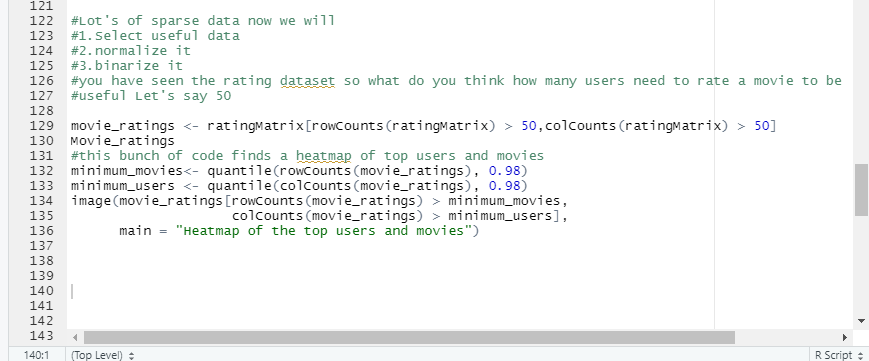 121
122 #Lot's of sparse data now we will
123 #1.Select useful data
124 #2.normalize it
125 #3.binarize it
126 #you have seen the rating dataset so what do you think how many users need to rate a movie to be
127 #useful Let's say 50
128
129 movie_ratings <- ratingMatrix[rowCounts(ratingMatrix) > 50,colCounts(ratingMatrix) > 50]
130 Movie_ratings
131 #this bunch of code finds a heatmap of top users and movies
132 minimum_movies<- quantile(rowCounts(movie_ratings), 0.98)
133 minimum_users <- quantile(colCounts(movie_ratings), 0.98)
134 image(movie_ratings[rowCounts(movie_ratings) > minimum_movies,
135                     colCounts(movie_ratings) > minimum_users],
136       main = "Heatmap of the top users and movies")
137
138
139
140
141
142
143
140:1 (Top Level) R Script